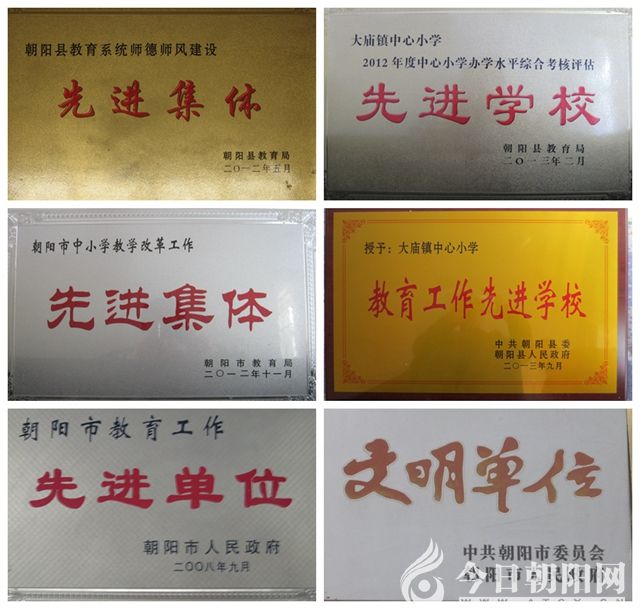 朝阳县教育系统师德师风建设
先进集体
朝阳县教育局
二〇一二年五月
大庙镇中心小学
2012年度中心小学办学水平综合考核评估
先进学校
朝阳县教育局
二〇一三年二月
朝阳市中小学教学改革工作
先进集体
朝阳市教育局
二〇一二年十一月
授予：大庙镇中心小学
教育工作先进学校
中共朝阳县委
朝阳县人民政府
二〇一三年九月
朝阳市教育工作
先进单位
朝阳市人民政府
二〇〇八年九月
文明单位
中共朝阳市委员会
朝阳市人民政府
今日朝阳网